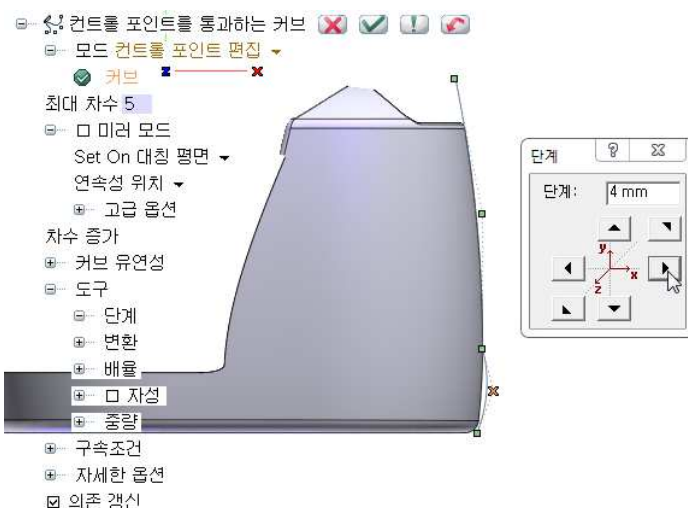 컨트롤 포인트를 통과하는 커브
모드 컨트롤 포인트 편집
커브
z x
최대 차수 5
미러 모드
Set On 대칭 평면
연속성 위치
고급 옵션
차수 증가
커브 유연성
도구
단계
변환
배율
자성
중량
구속조건
자세한 옵션
의존 갱신
단계
단계: 4 mm
y
x
z